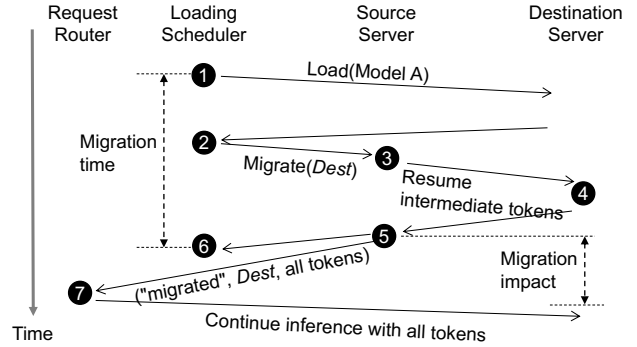 Request
Router
Loading
Scheduler
Source
Server
Destination
Server
1
Load(Model A)
Migration
time
2
Migrate(Dest)
3
Resume
intermediate tokens
4
5
6
("migrated", Dest, all tokens)
Migration
impact
7
Continue inference with all tokens
Time